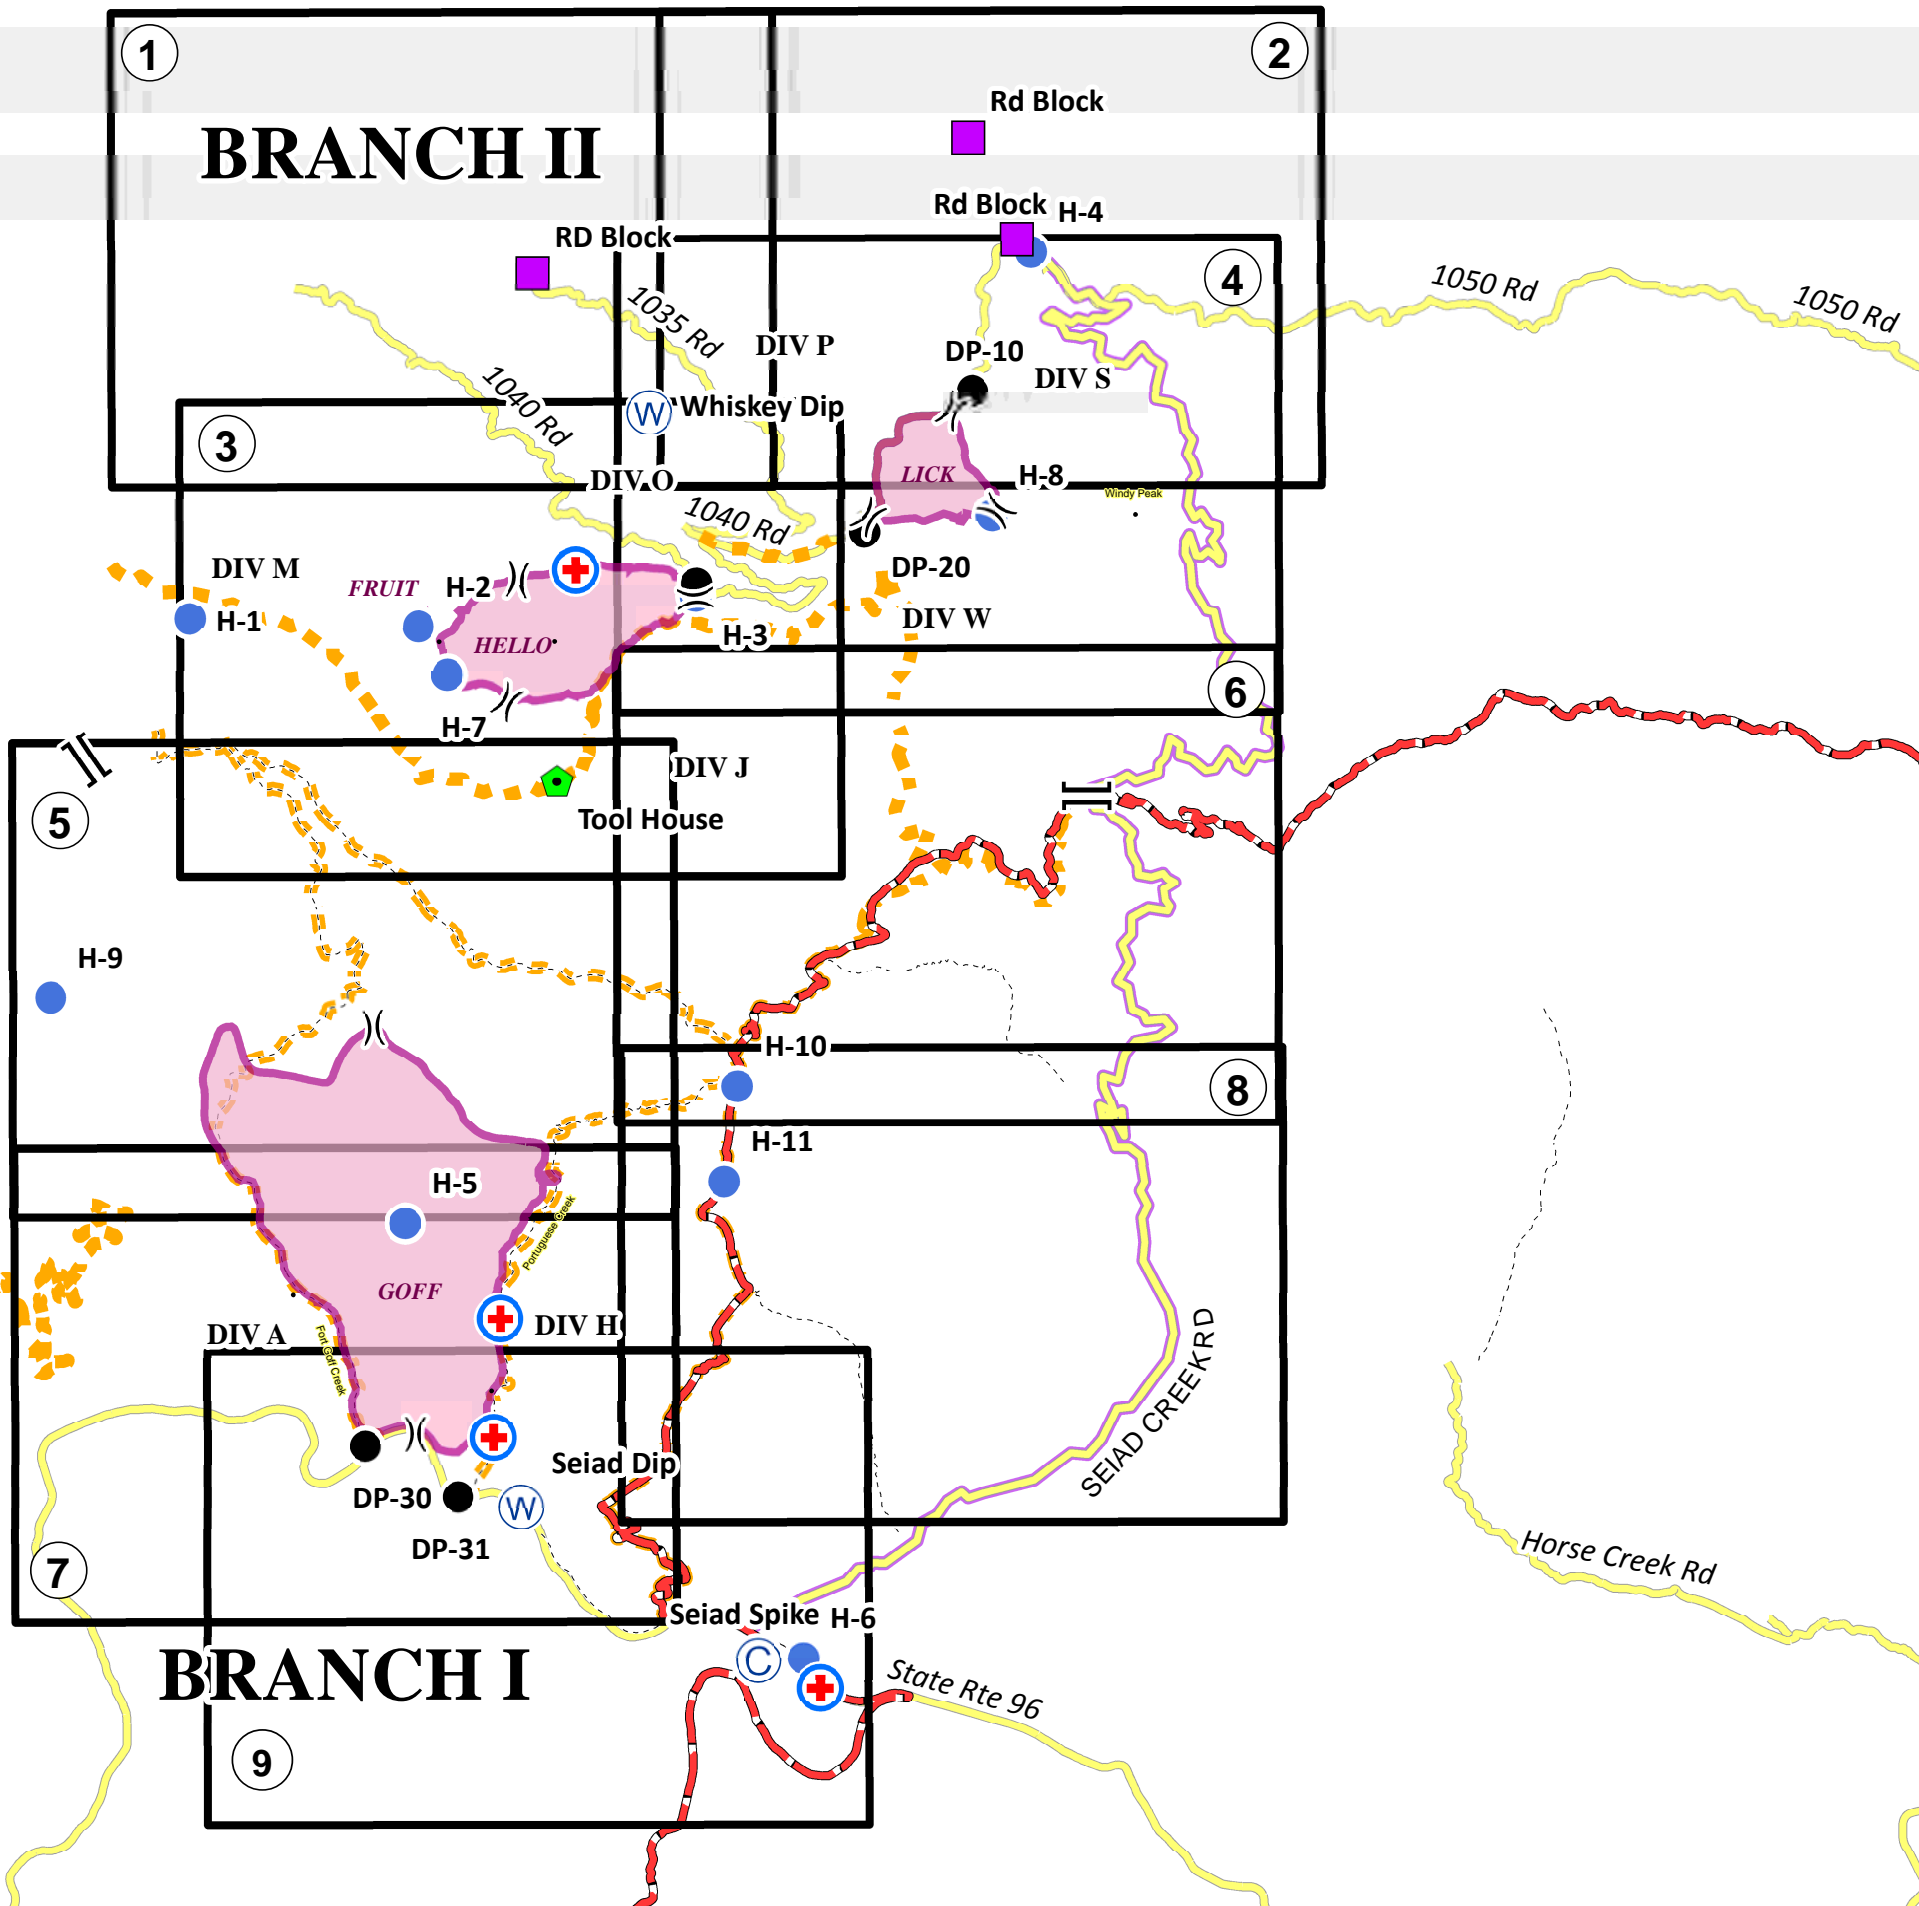 1
2
Rd Block
BRANCH II
Rd Block
H-4
RD Block
4
1050 Rd
1050 Rd
1035 Rd
DIV P
DP-10
DIV S
1040 Rd
W
Whiskey Dip
3
LICK
H-8
DIV O
Windy Peak
1040 Rd
DIV M
DP-20
FRUIT
H-2
H-1
DIV W
HELLO
H-3
6
H-7
DIV J
5
Tool House
H-9
H-10
8
H-11
H-5
Portuguese Creek
GOFF
DIV A
DIV H
Fort Goff Creek
SEIAD CREEK RD
Seiad Dip
DP-30
W
DP-31
7
Horse Creek Rd
Seiad Spike
H-6
BRANCH I
C
State Rte 96
9